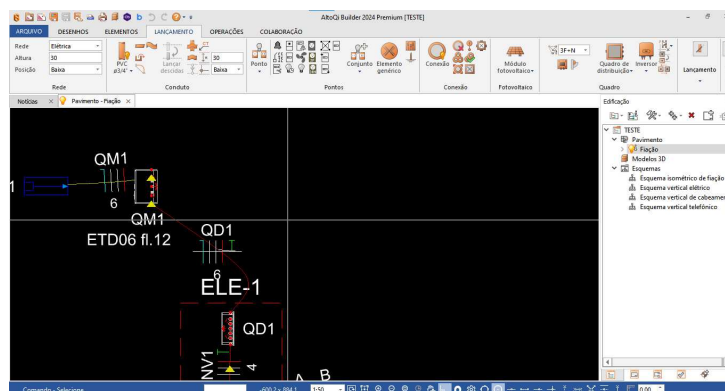 AltoQi Builder 2024 Premium [TESTE]
ARQUIVO DESENHOS ELEMENTOS LANÇAMENTO OPERAÇÕES COLABORAÇÃO
Rede Elétrica
Altura 30
Posição Baixa
Rede
PVC ø3/4"
Lançar descidas
30
Baixa
Conduto
Ponto
Conjunto
Elemento genérico
Pontos
Conexão
Conexão
Módulo fotovoltaico
Fotovoltaico
3F+N
Quadro de distribuição
Inversor
Quadro
Lançamento
Notícias Pavimento - Fiação
Edificação
TESTE
Pavimento
Fiação
Modelos 3D
Esquemas
Esquema isométrico de fiação
Esquema vertical elétrico
Esquema vertical de cabeamen
Esquema vertical telefônico
QM1
6
QM1
ETD06 fl.12
QD1
6
ELE-1
QD1
NV1
4
A B
Comando - Selecione
1:50
0.00